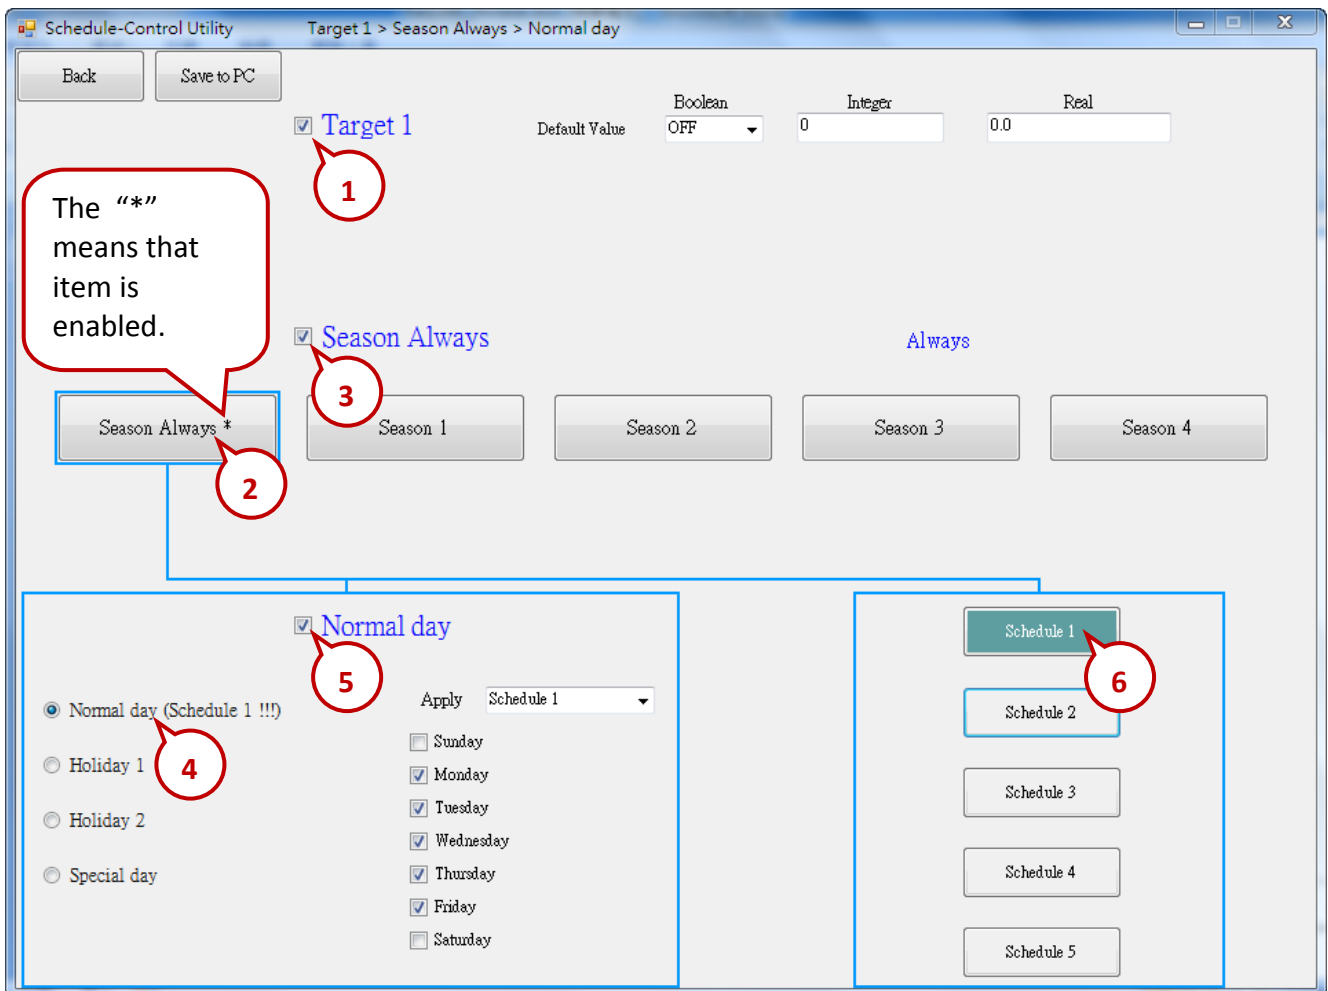 Schedule-Control Utility
Target 1 > Season Always > Normal day
Back
Save to PC
Target 1
Default Value
Boolean
OFF
Integer
0
Real
0.0
1
The “*”
means that
item is
enabled.
Season Always
Always
3
Season Always *
Season 1
Season 2
Season 3
Season 4
2
Normal day
5
Normal day (Schedule 1 !!!)
4
Holiday 1
Holiday 2
Special day
Apply
Schedule 1
Sunday
Monday
Tuesday
Wednesday
Thursday
Friday
Saturday
Schedule 1
6
Schedule 2
Schedule 3
Schedule 4
Schedule 5